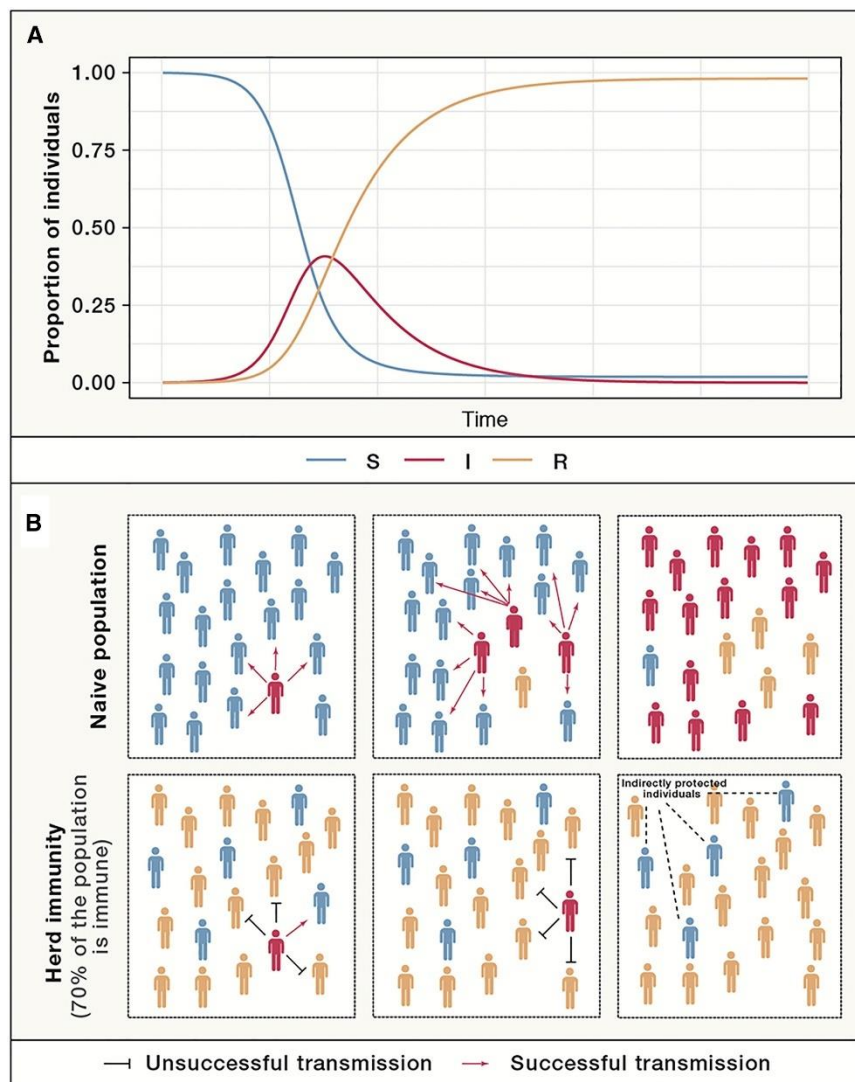 A
1.00
0.75
0.50
0.25
0.00
Proportion of individuals
Time
S I R
B
Naive population
Herd immunity
(70% of the population
is immune)
Indirectly protected
individuals
Unsuccessful transmission Successful transmission